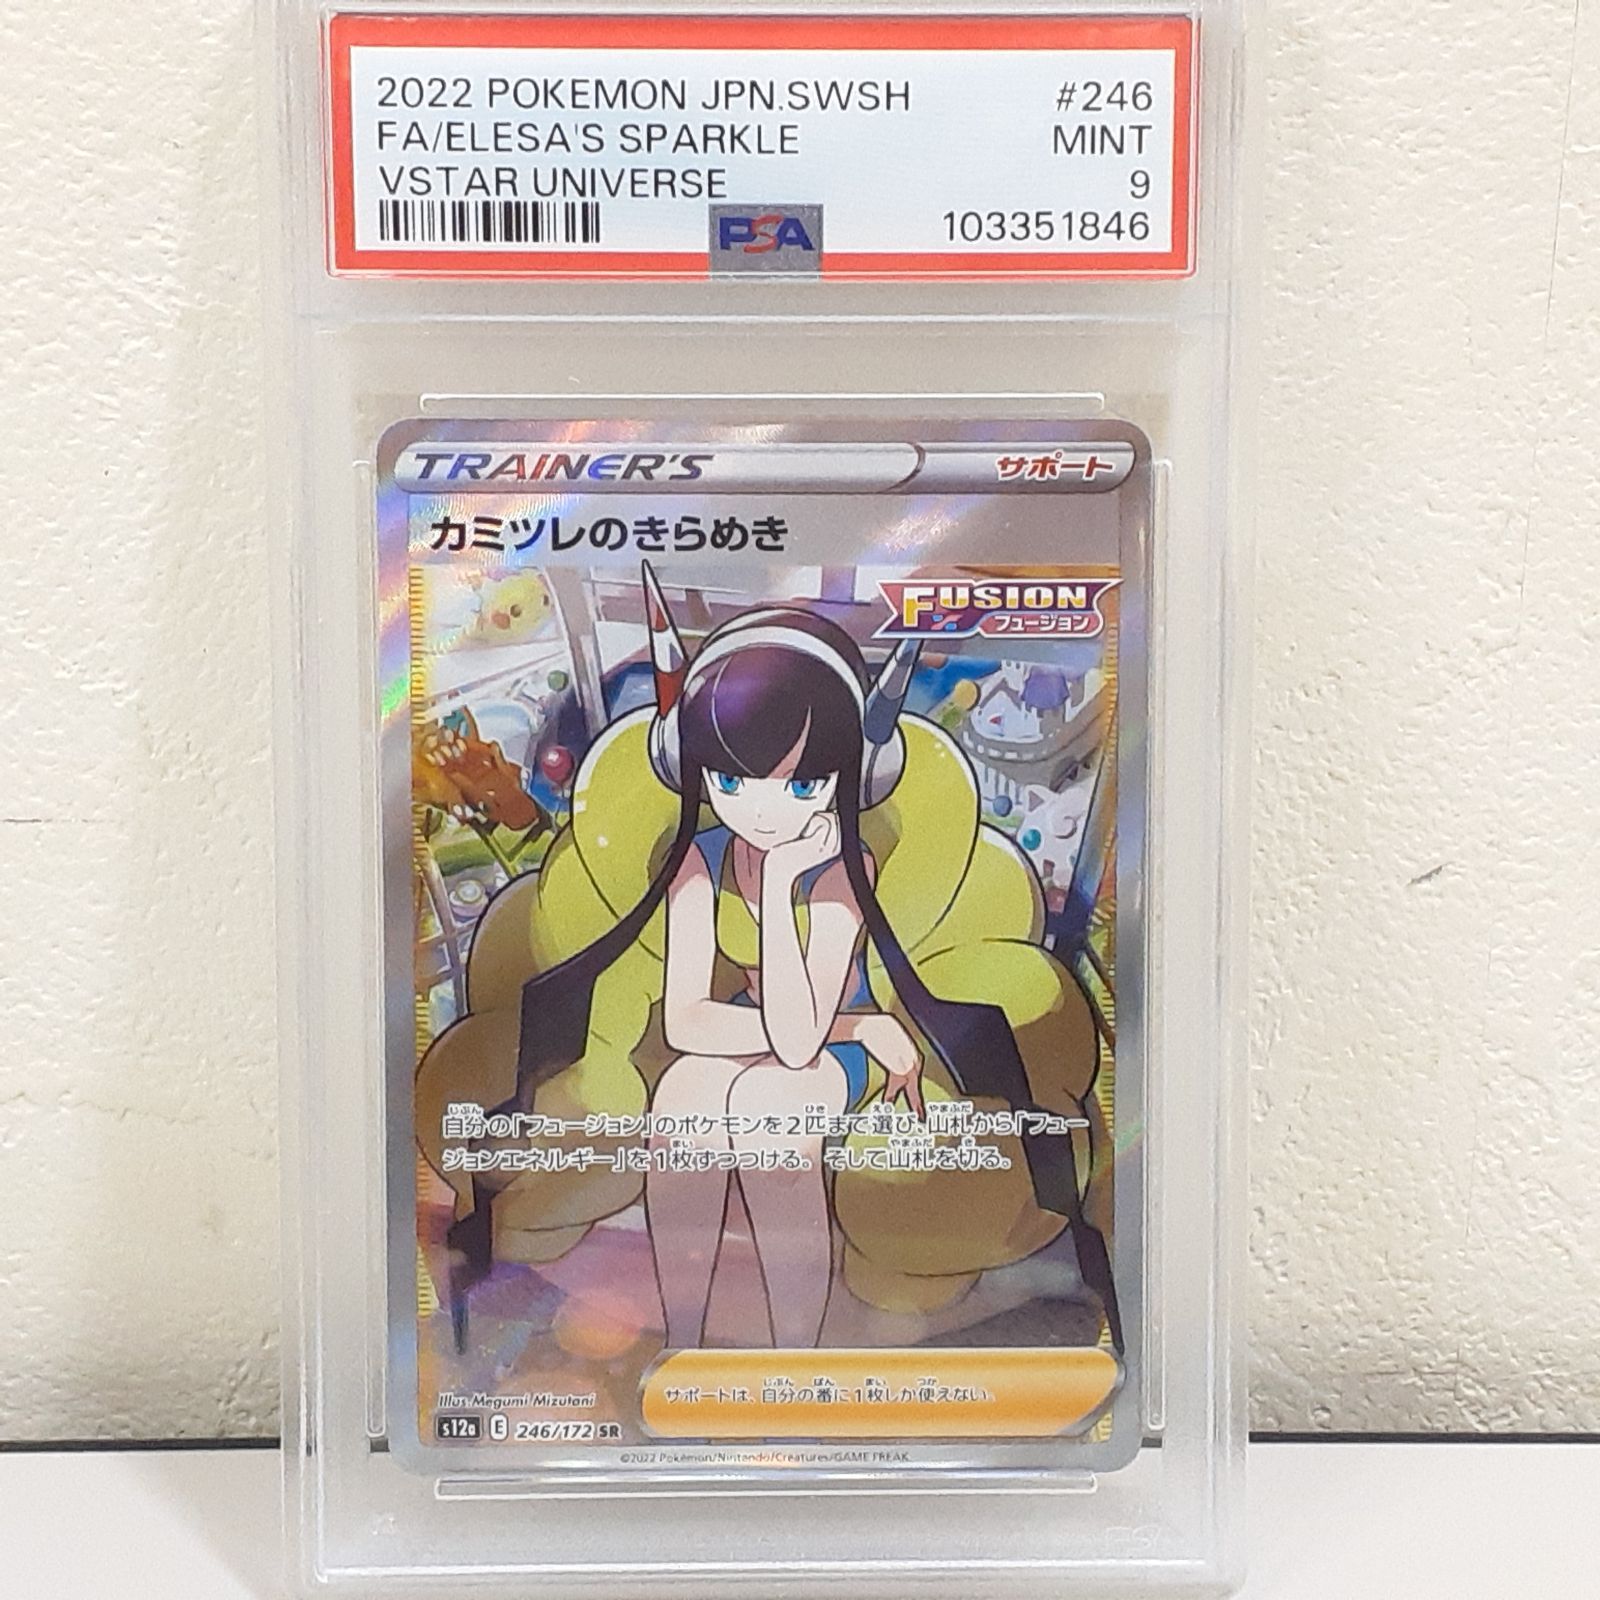 2022 POKEMON JPN.SWSH #246
FA/ELESA'S SPARKLE MINT
VSTAR UNIVERSE 9
PSA 103351846
TRAINER'S サポート
カミツレのきらめき
FUSION
フュージョン
自分の「フュージョン」のポケモンを2匹まで選び、山札から「フュー
ジョンエネルギー」を1枚ずつつける。そして山札を切る。
サポートは、自分の番に1枚しか使えない。
Illus. Megumi Mizutani
s12a E 246/172 SR
©2022 Pokémon/Nintendo/Creatures/GAME FREAK.